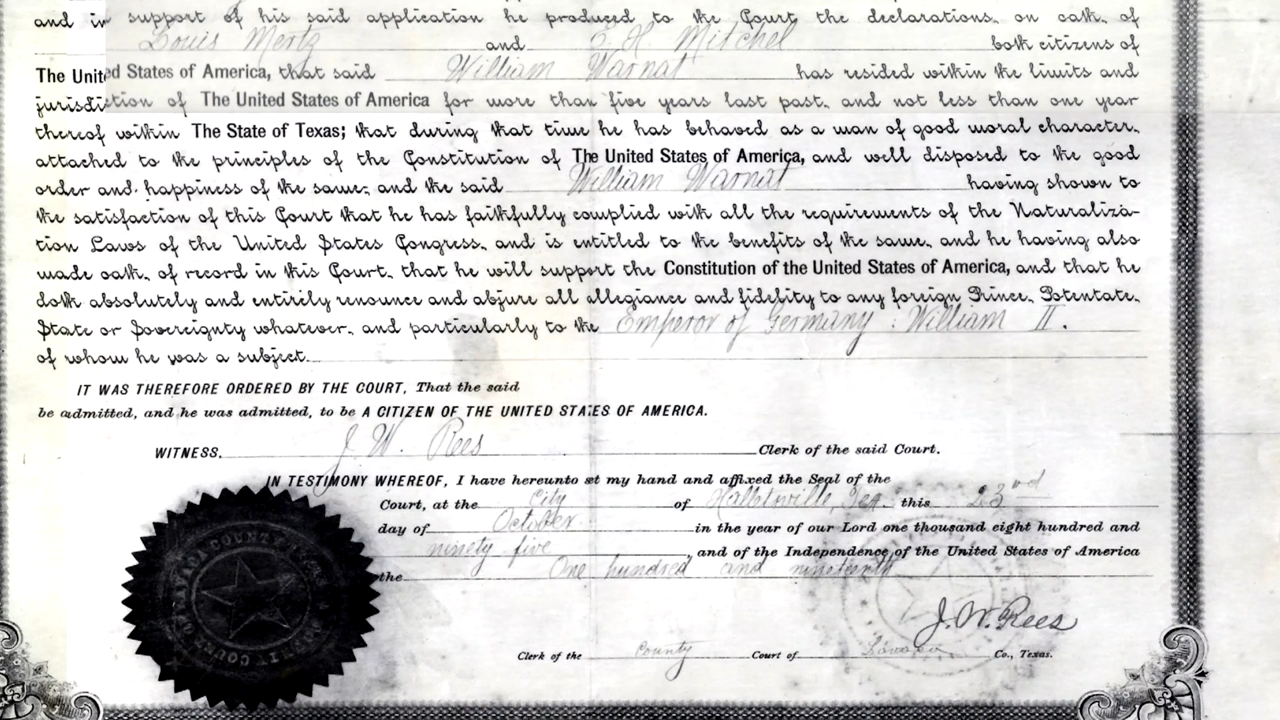 and in support of his said application he produced to the Court the declarations, on oath, of
Louis Mertz and H. Mitchel both citizens of
The United States of America, that said William Warnat has resided within the limits and
jurisdiction of The United States of America for more than five years last past, and not less than one year
thereof within The State of Texas; that during that time he has behaved as a man of good moral character,
attached to the principles of the Constitution of The United States of America, and well disposed to the good
order and happiness of the same; and the said William Warnat having shown to
the satisfaction of this Court that he has faithfully complied with all the requirements of the Naturaliza-
tion Laws of the United States Congress, and is entitled to the benefits of the same, and he having also
made oath, of record in this Court, that he will support the Constitution of the United States of America, and that he
doth absolutely and entirely renounce and abjure all allegiance and fidelity to any foreign Prince, Potentate,
State or Sovereignty whatever, and particularly to the Emperor of Germany : William II.
of whom he was a subject.
IT WAS THEREFORE ORDERED BY THE COURT, That the said
be admitted, and he was admitted, to be A CITIZEN OF THE UNITED STATES OF AMERICA.
WITNESS, J. W. Rees Clerk of the said Court.
IN TESTIMONY WHEREOF, I have hereunto set my hand and affixed the Seal of the
Court, at the City of Hallettsville, Tex. this 23rd
day of October in the year of our Lord one thousand eight hundred and
ninety five, and of the Independence of the United States of America
the One hundred and nineteenth
J. W. Rees
Clerk of the County Court of Lavaca Co., Texas.